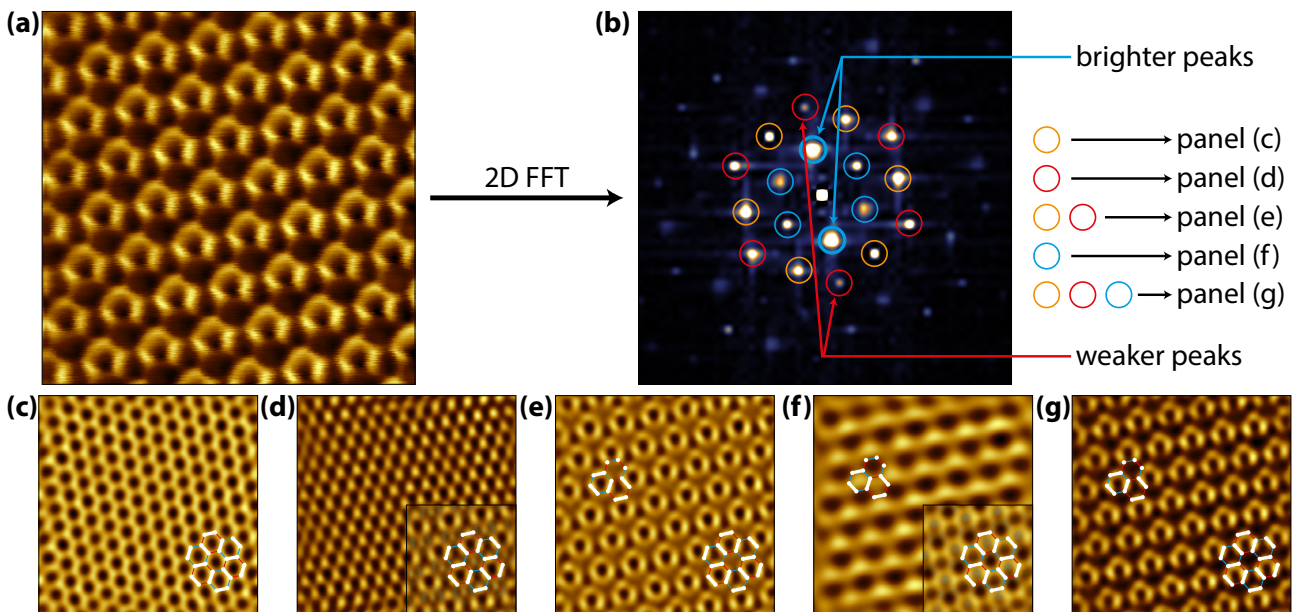 (a)
(b)
brighter peaks
2D FFT
panel (c)
panel (d)
panel (e)
panel (f)
panel (g)
weaker peaks
(c)
(d)
(e)
(f)
(g)